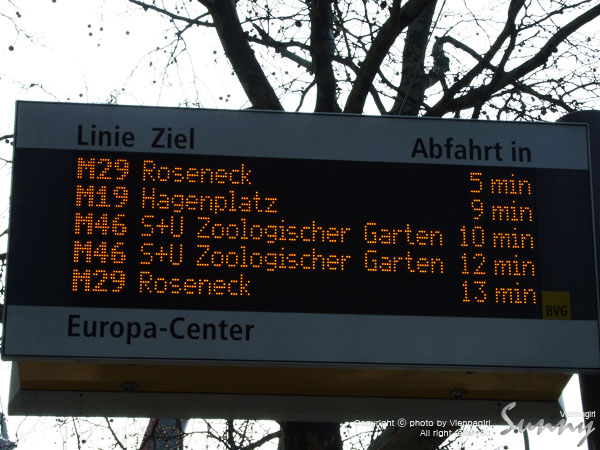 Linie Ziel Abfahrt in
M29 Roseneck 5 min
M19 Hagenplatz 9 min
M46 S+U Zoologischer Garten 10 min
M46 S+U Zoologischer Garten 12 min
M29 Roseneck 13 min
BVG
Europa-Center
Viennagirl
Copyright ⓒ photo by Viennagirl
All right
Sunny